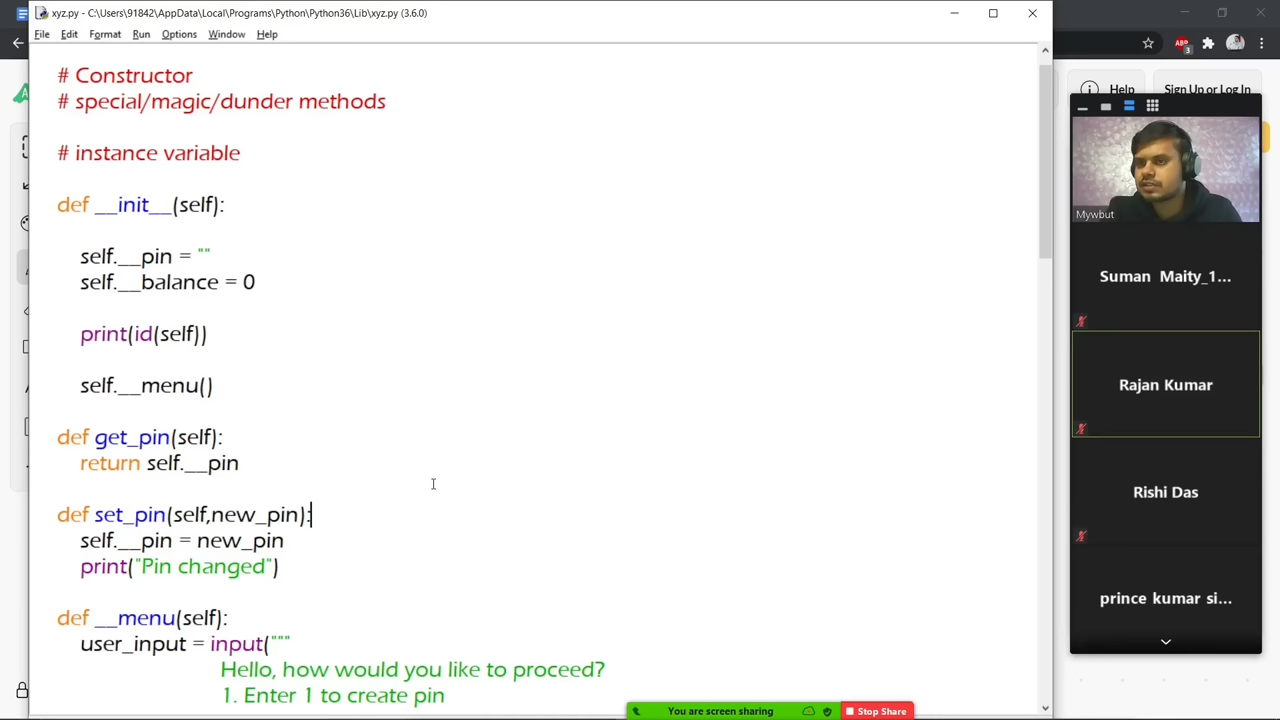 xyz.py - C:\Users\91842\AppData\Local\Programs\Python\Python36\Lib\xyz.py (3.6.0)
File Edit Format Run Options Window Help
# Constructor
# special/magic/dunder methods
# instance variable
def __init__(self):
self.__pin = ""
self.__balance = 0
print(id(self))
self.__menu()
def get_pin(self):
return self.__pin
def set_pin(self,new_pin):
self.__pin = new_pin
print("Pin changed")
def __menu(self):
user_input = input("""
Hello, how would you like to proceed?
1. Enter 1 to create pin
ABP
3
Help
Sign Up or Log In
Mywbut
Suman Maity_1...
Rajan Kumar
Rishi Das
prince kumar si...
You are screen sharing
Stop Share